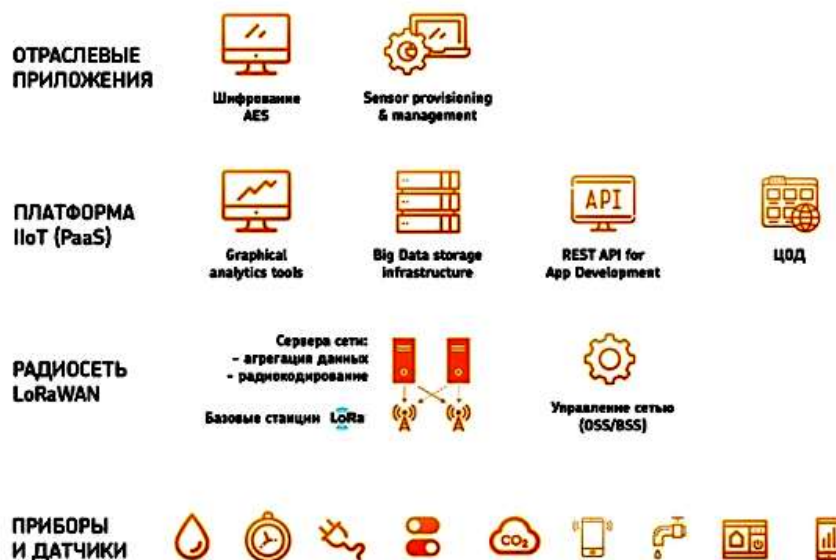 ОТРАСЛЕВЫЕ
ПРИЛОЖЕНИЯ
Шифрование
AES
Sensor provisioning
& management
ПЛАТФОРМА
IIoT (PaaS)
Graphical
analytics tools
Big Data storage
infrastructure
API
REST API for
App Development
ЦОД
РАДИОСЕТЬ
LoRaWAN
Сервера сети:
- агрегация данных
- радиокодирование
Базовые станции LoRa
Управление сетью
(OSS/BSS)
ПРИБОРЫ
И ДАТЧИКИ
CO₂